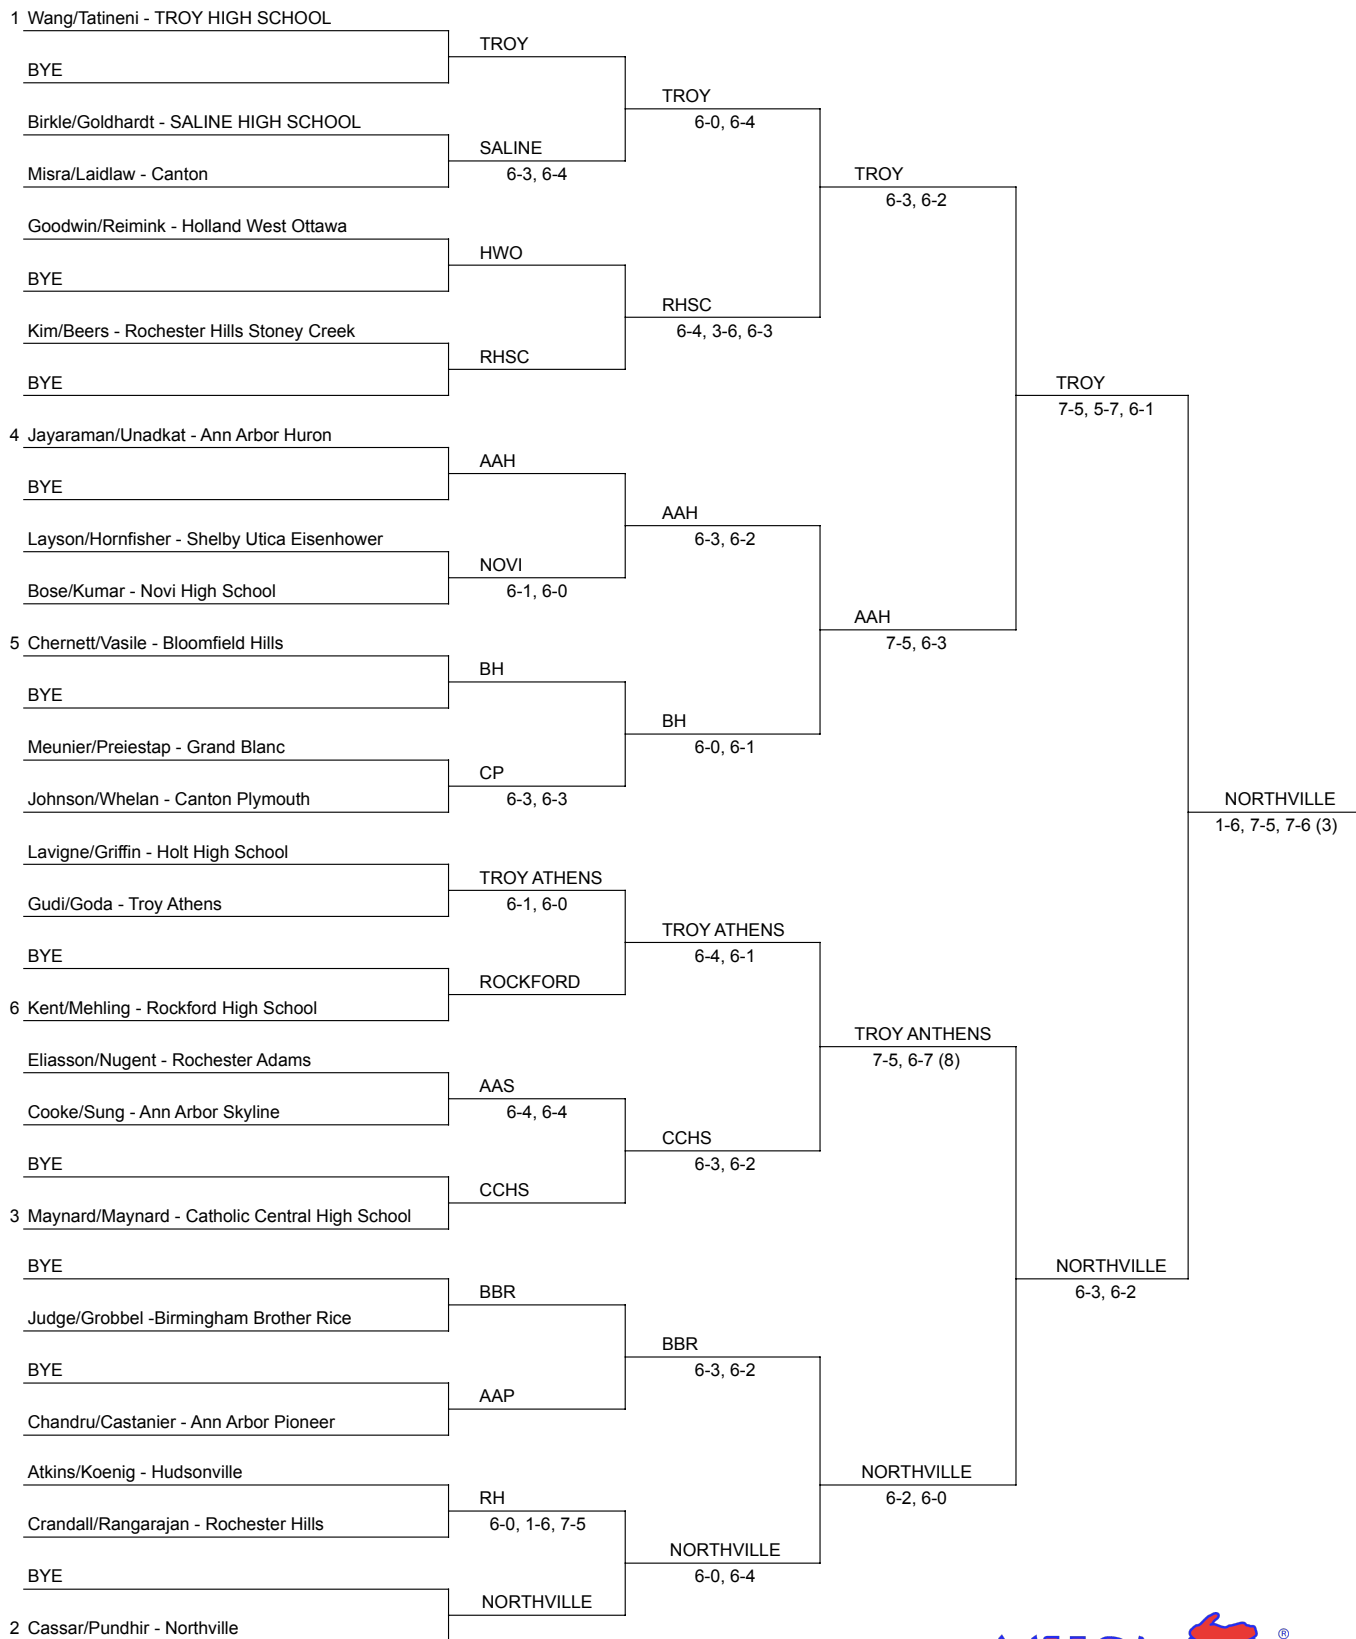 1 Wang/Tatineni - TROY HIGH SCHOOL
TROY
BYE
TROY
6-0, 6-4
Birkle/Goldhardt - SALINE HIGH SCHOOL
SALINE
6-3, 6-4
Misra/Laidlaw - Canton
TROY
6-3, 6-2
Goodwin/Reimink - Holland West Ottawa
HWO
BYE
RHSC
6-4, 3-6, 6-3
Kim/Beers - Rochester Hills Stoney Creek
RHSC
BYE
TROY
7-5, 5-7, 6-1
4 Jayaraman/Unadkat - Ann Arbor Huron
AAH
BYE
AAH
6-3, 6-2
Layson/Hornfisher - Shelby Utica Eisenhower
NOVI
6-1, 6-0
Bose/Kumar - Novi High School
AAH
7-5, 6-3
5 Chernett/Vasile - Bloomfield Hills
BH
BYE
BH
6-0, 6-1
Meunier/Preiestap - Grand Blanc
CP
6-3, 6-3
Johnson/Whelan - Canton Plymouth
NORTHVILLE
1-6, 7-5, 7-6 (3)
Lavigne/Griffin - Holt High School
TROY ATHENS
6-1, 6-0
Gudi/Goda - Troy Athens
TROY ATHENS
6-4, 6-1
BYE
ROCKFORD
6 Kent/Mehling - Rockford High School
TROY ANTHENS
7-5, 6-7 (8)
Eliasson/Nugent - Rochester Adams
AAS
6-4, 6-4
Cooke/Sung - Ann Arbor Skyline
CCHS
6-3, 6-2
BYE
CCHS
3 Maynard/Maynard - Catholic Central High School
NORTHVILLE
6-3, 6-2
BYE
BBR
Judge/Grobbel -Birmingham Brother Rice
BBR
6-3, 6-2
BYE
AAP
Chandru/Castanier - Ann Arbor Pioneer
NORTHVILLE
6-2, 6-0
Atkins/Koenig - Hudsonville
RH
6-0, 1-6, 7-5
Crandall/Rangarajan - Rochester Hills
NORTHVILLE
6-0, 6-4
BYE
NORTHVILLE
2 Cassar/Pundhir - Northville
®